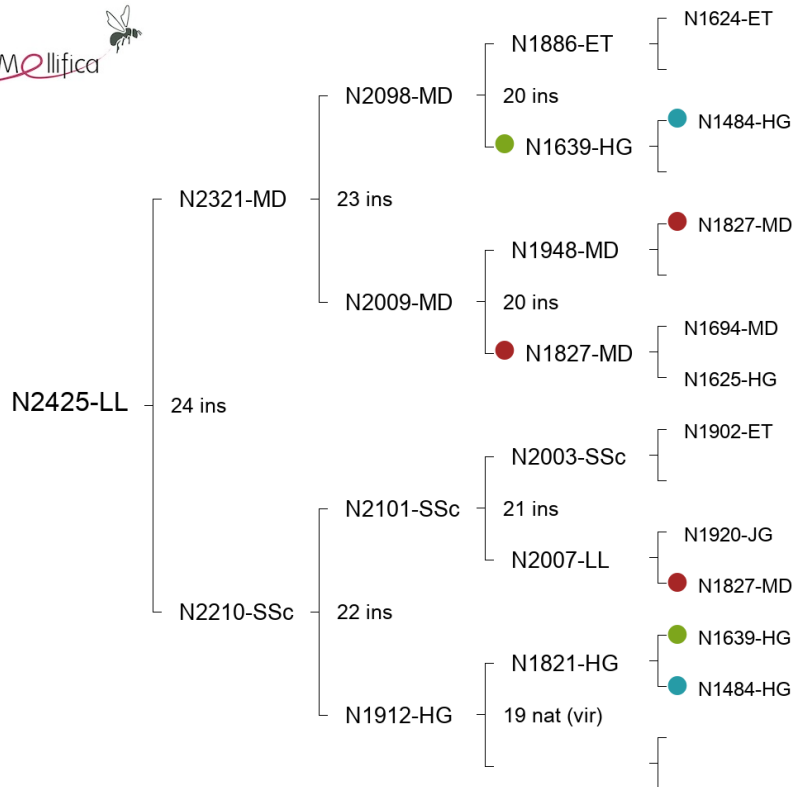 Mellifica
N1624-ET
N1886-ET
N2098-MD
20 ins
N1484-HG
N1639-HG
N2321-MD
23 ins
N1827-MD
N1948-MD
N2009-MD
20 ins
N1694-MD
N1827-MD
N1625-HG
N2425-LL
24 ins
N1902-ET
N2003-SSc
N2101-SSc
21 ins
N1920-JG
N2007-LL
N1827-MD
N2210-SSc
22 ins
N1639-HG
N1821-HG
N1484-HG
N1912-HG
19 nat (vir)